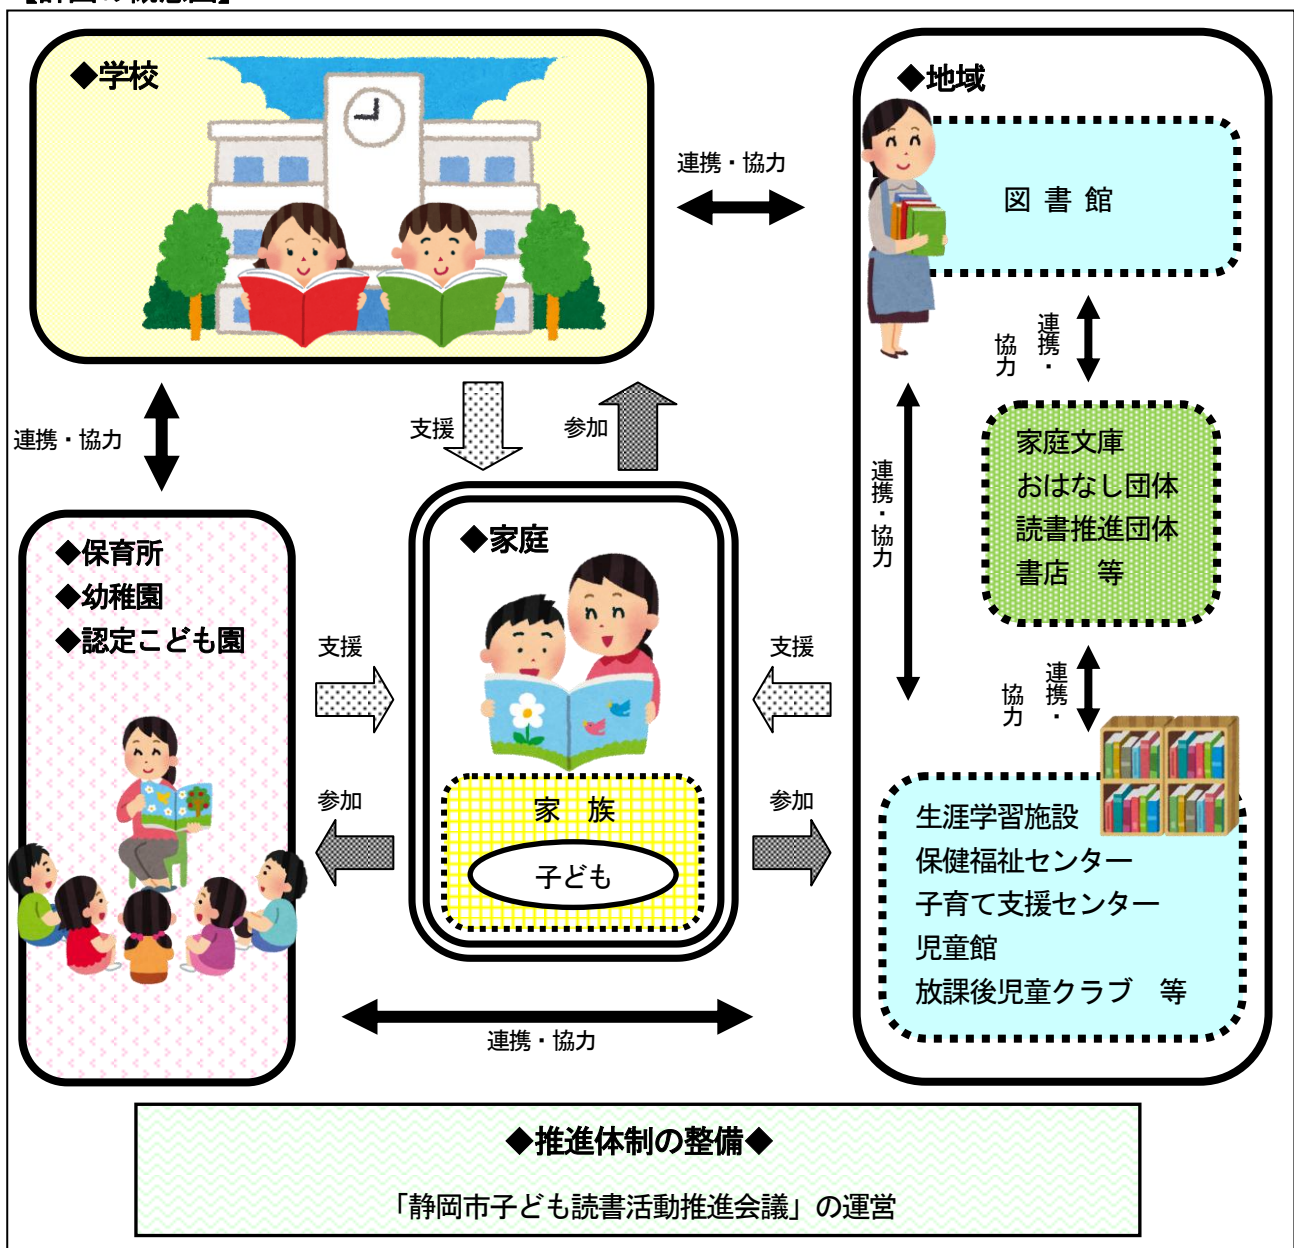 ◆学校
◆地域
図書館
連携・協力
連携・
協力
連携・協力
支援
参加
家庭文庫
おはなし団体
読書推進団体
書店　等
連携・協力
◆保育所
◆幼稚園
◆認定こども園
◆家庭
支援
支援
連携・
協力
参加
参加
家　族
子ども
生涯学習施設
保健福祉センター
子育て支援センター
児童館
放課後児童クラブ　等
連携・協力
◆推進体制の整備◆
「静岡市子ども読書活動推進会議」の運営